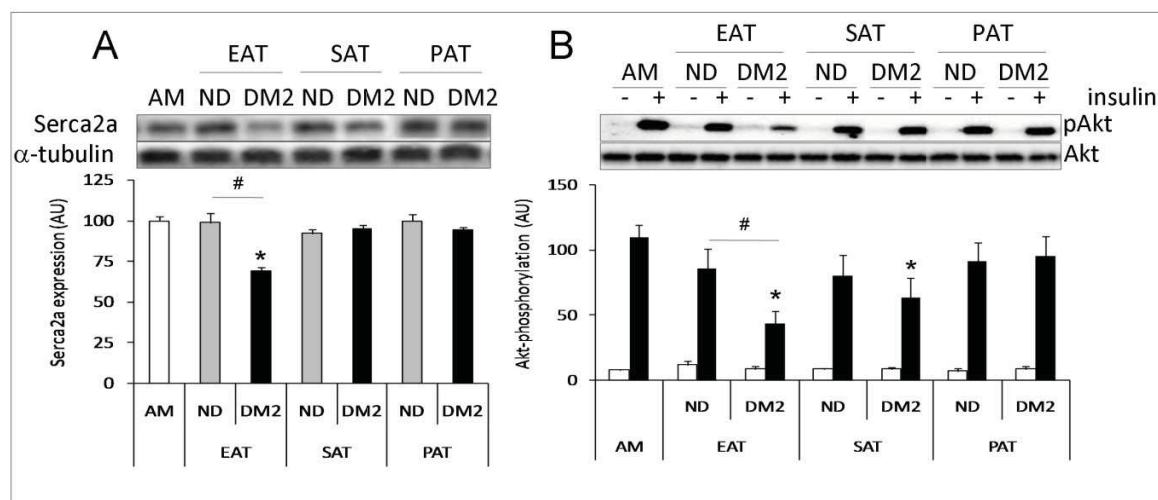 A
EAT SAT PAT
AM ND DM2 ND DM2 ND DM2
Serca2a
α-tubulin
Serca2a expression (AU)
125
100
75
50
25
0
#
*
AM ND DM2 ND DM2 ND DM2
EAT SAT PAT
B
EAT SAT PAT
AM ND DM2 ND DM2 ND DM2
- + - + - + - + - + - + - + insulin
pAkt
Akt
Akt-phosphorylation (AU)
150
100
50
0
#
*
*
ND DM2 ND DM2 ND DM2
AM EAT SAT PAT